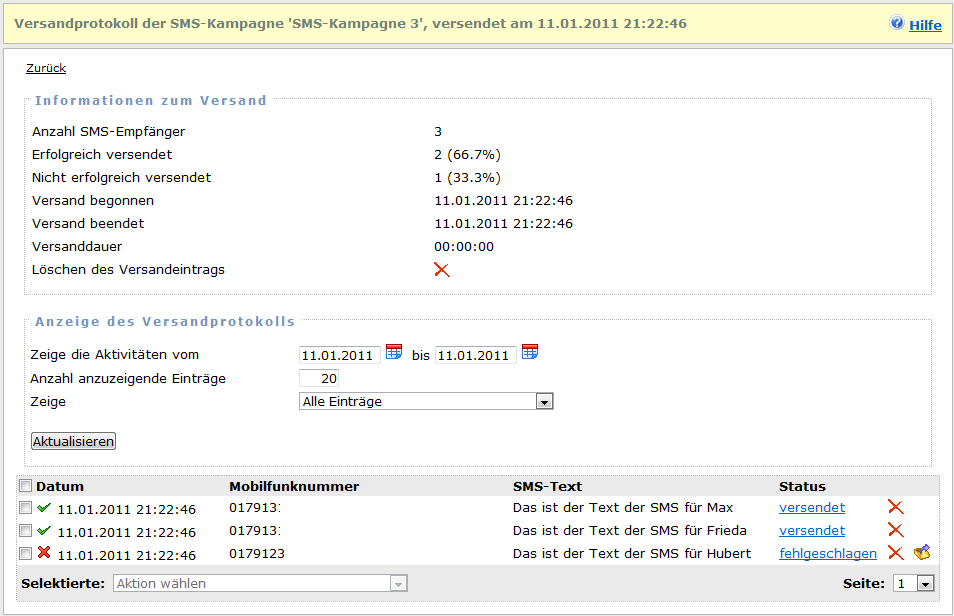 Versandprotokoll der SMS-Kampagne 'SMS-Kampagne 3', versendet am 11.01.2011 21:22:46 Hilfe
Zurück
Informationen zum Versand
Anzahl SMS-Empfänger 3
Erfolgreich versendet 2 (66.7%)
Nicht erfolgreich versendet 1 (33.3%)
Versand begonnen 11.01.2011 21:22:46
Versand beendet 11.01.2011 21:22:46
Versanddauer 00:00:00
Löschen des Versandeintrags
Anzeige des Versandprotokolls
Zeige die Aktivitäten vom 11.01.2011 bis 11.01.2011
Anzahl anzuzeigende Einträge 20
Zeige Alle Einträge
Aktualisieren
Datum Mobilfunknummer SMS-Text Status
11.01.2011 21:22:46 017913 Das ist der Text der SMS für Max versendet
11.01.2011 21:22:46 017913 Das ist der Text der SMS für Frieda versendet
11.01.2011 21:22:46 0179123 Das ist der Text der SMS für Hubert fehlgeschlagen
Selektierte: Aktion wählen Seite: 1